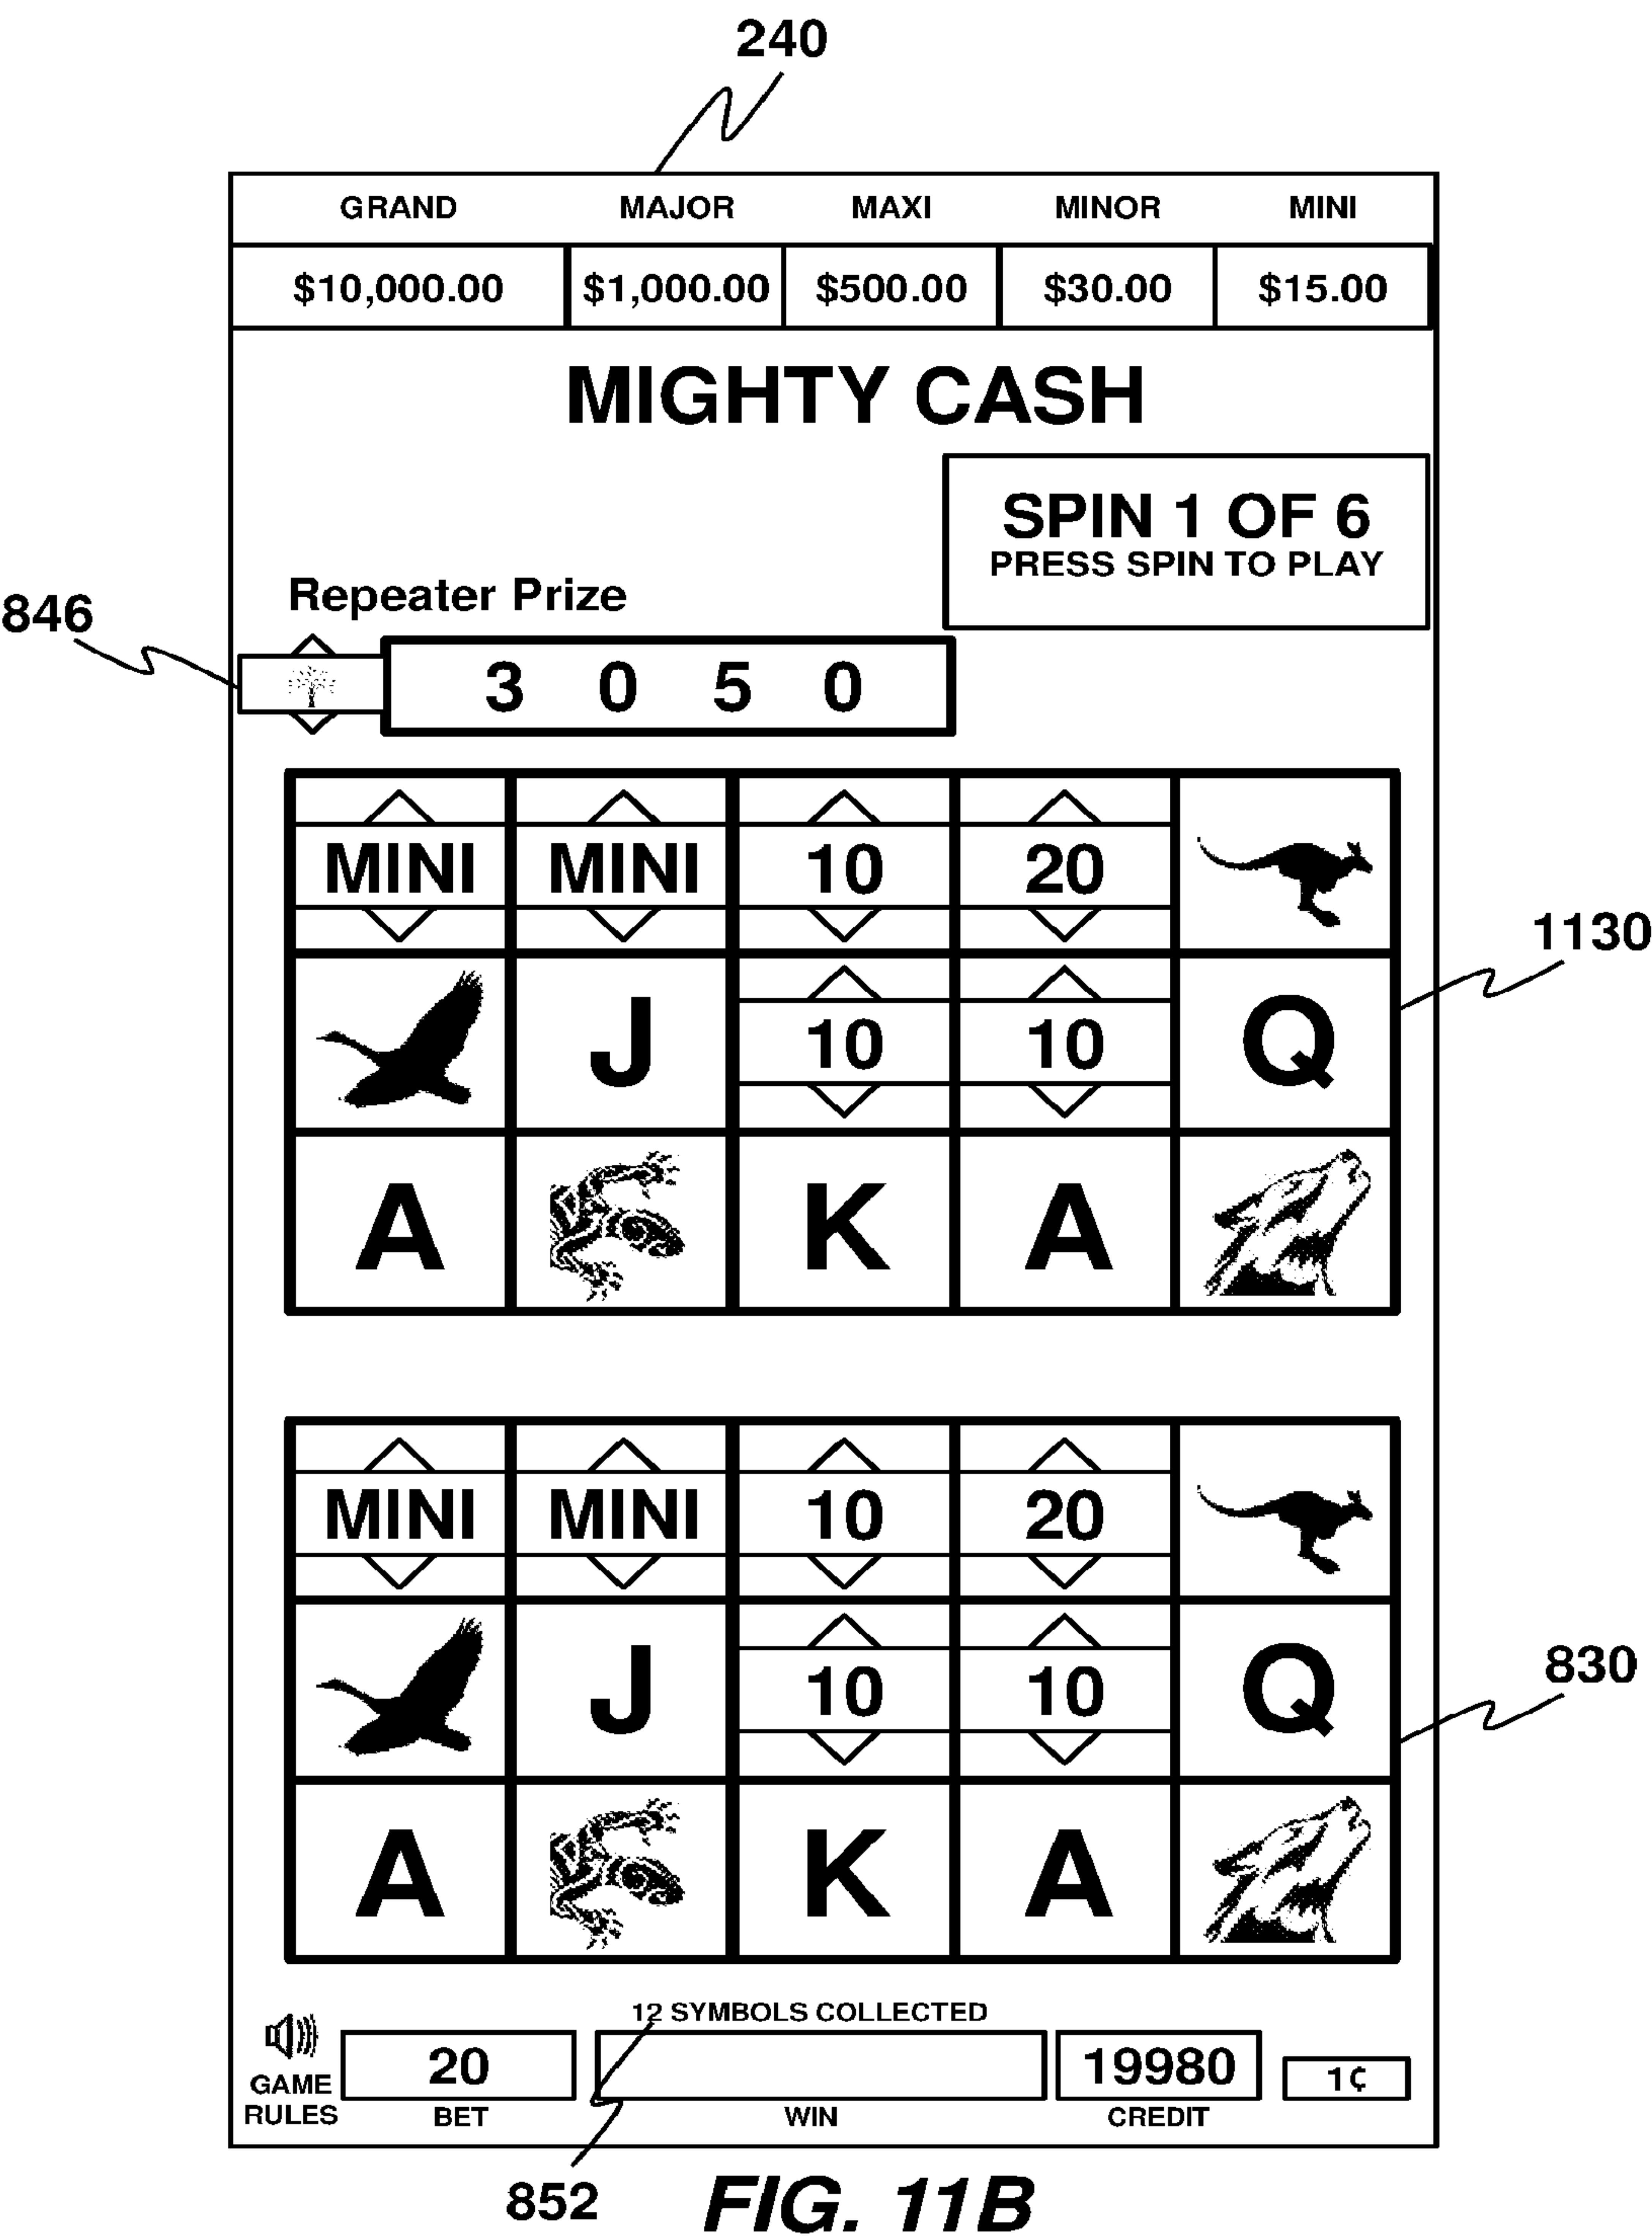 240
GRAND MAJOR MAXI MINOR MINI
$10,000.00 $1,000.00 $500.00 $30.00 $15.00
MIGHTY CASH
SPIN 1 OF 6
PRESS SPIN TO PLAY
Repeater Prize
846
3 0 5 0
MINI MINI 10 20
1130
J 10 10 Q
A K A
MINI MINI 10 20
830
J 10 10 Q
A K A
12 SYMBOLS COLLECTED
20 19980 1¢
GAME RULES BET WIN CREDIT
852
FIG. 11B